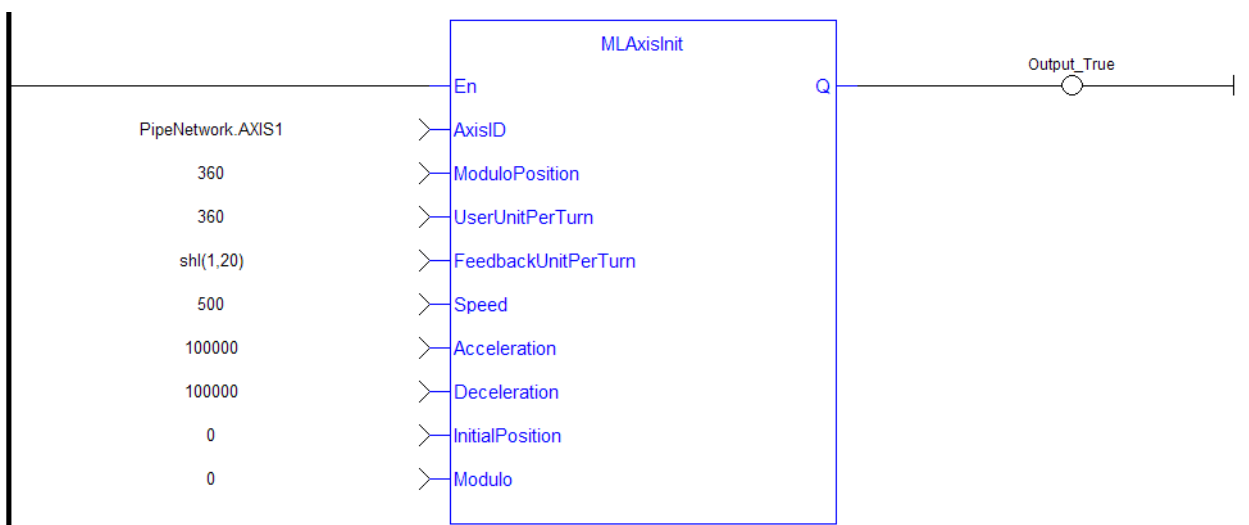 MLAxisInit
Output_True
En
Q
PipeNetwork.AXIS1
AxisID
360
ModuloPosition
360
UserUnitPerTurn
shl(1,20)
FeedbackUnitPerTurn
500
Speed
100000
Acceleration
100000
Deceleration
0
InitialPosition
0
Modulo